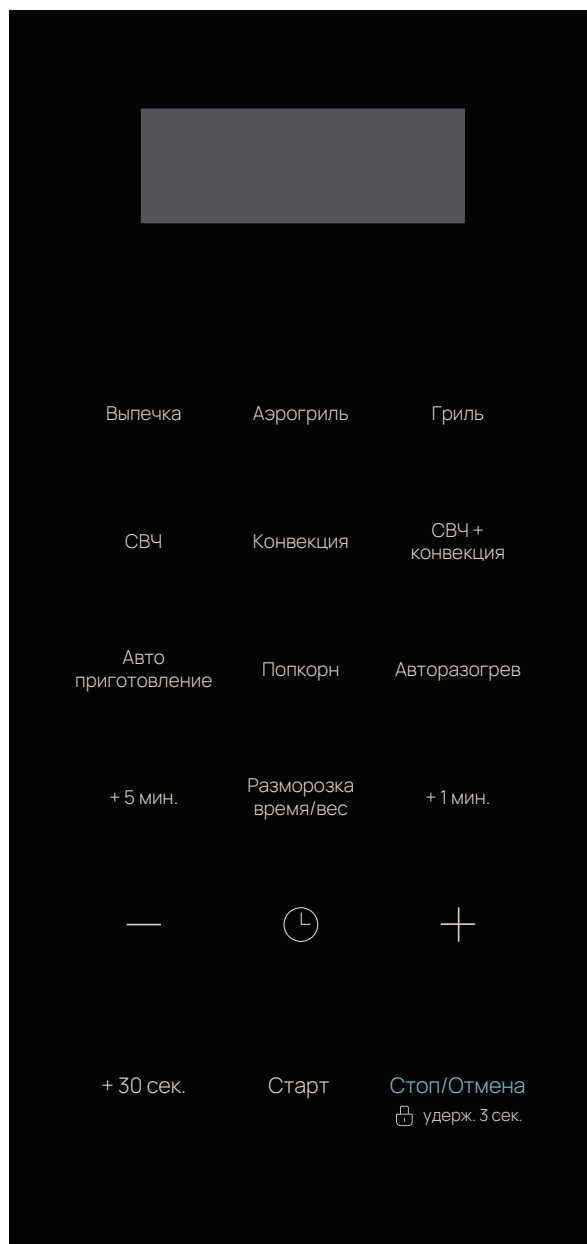 Выпечка
Аэрогриль
Гриль
СВЧ
Конвекция
СВЧ +
конвекция
Авто
приготовление
Попкорн
Авторазогрев
+ 5 мин.
Разморозка
время/вес
+ 1 мин.
—
+
+ 30 сек.
Старт
Стоп/Отмена
удерж. 3 сек.